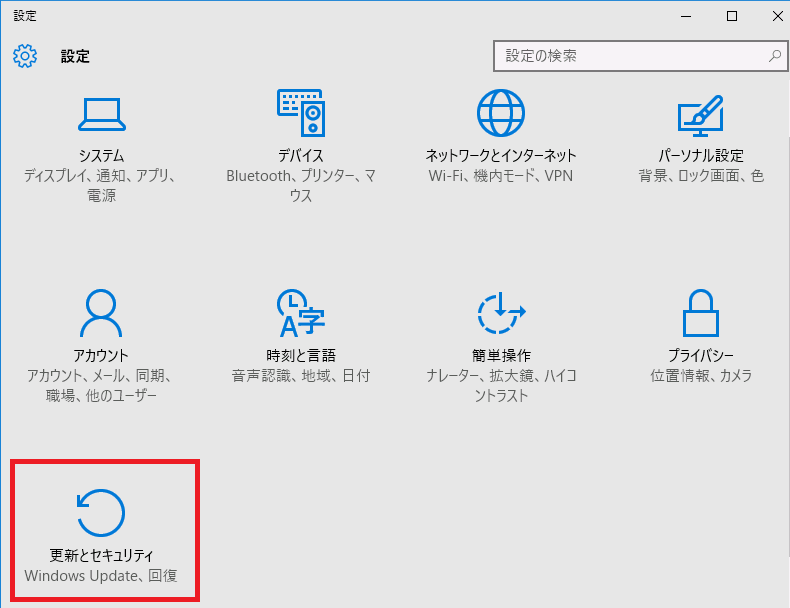 設定
設定
設定の検索
システム
ディスプレイ、通知、アプリ、
電源
デバイス
Bluetooth、プリンター、マ
ウス
ネットワークとインターネット
Wi-Fi、機内モード、VPN
パーソナル設定
背景、ロック画面、色
アカウント
アカウント、メール、同期、
職場、他のユーザー
時刻と言語
音声認識、地域、日付
簡単操作
ナレーター、拡大鏡、ハイコ
ントラスト
プライバシー
位置情報、カメラ
更新とセキュリティ
Windows Update、回復